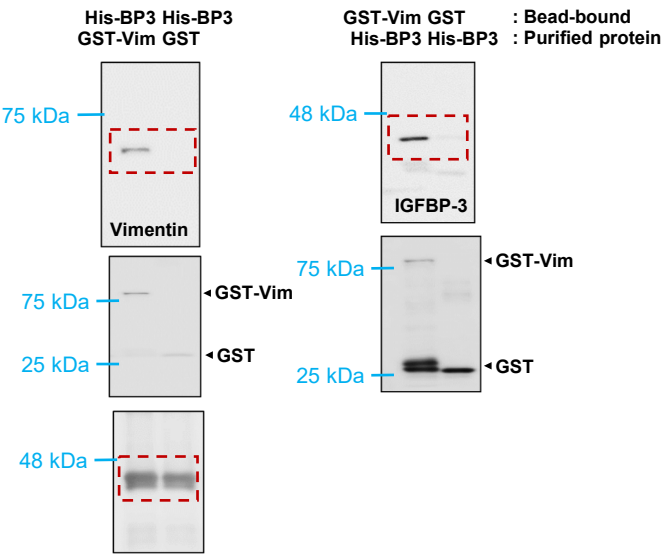 His-BP3 His-BP3
GST-Vim GST
75 kDa
Vimentin
75 kDa
GST-Vim
25 kDa
GST
48 kDa
GST-Vim GST : Bead-bound
His-BP3 His-BP3 : Purified protein
48 kDa
IGFBP-3
75 kDa
GST-Vim
25 kDa
GST